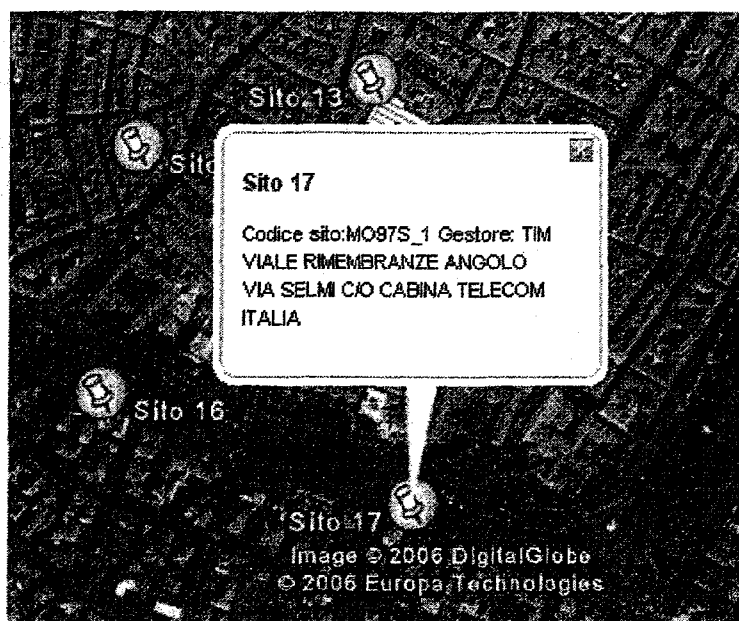 Sito 13
Sito
Sito 17
Codice sito:MO97S_1 Gestore: TIM
VIALE RIMEMBRANZE ANGOLO
VIA SELMI C/O CABINA TELECOM
ITALIA
Sito 16
Sito 17
Image © 2006 DigitalGlobe
© 2006 Europa Technologies